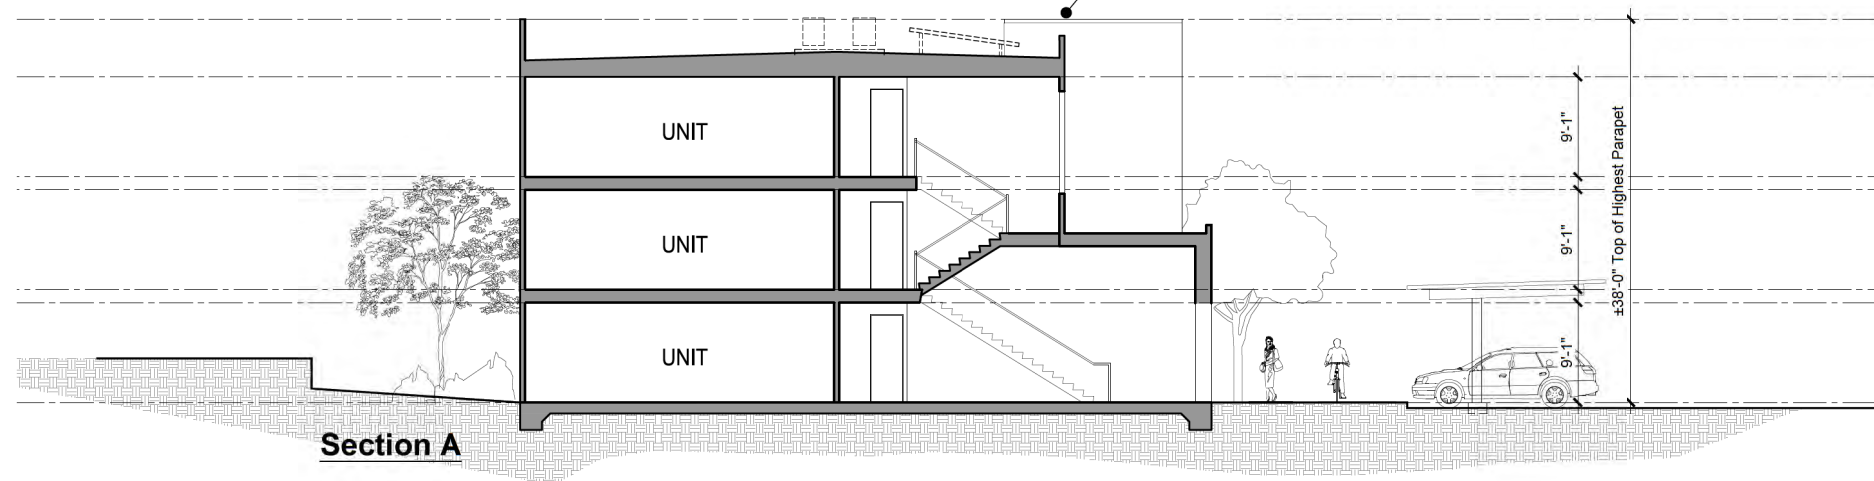 UNIT
9'-1"
±38'-0" Top of Highest Parapet
UNIT
9'-1"
UNIT
9'-1"
Section A